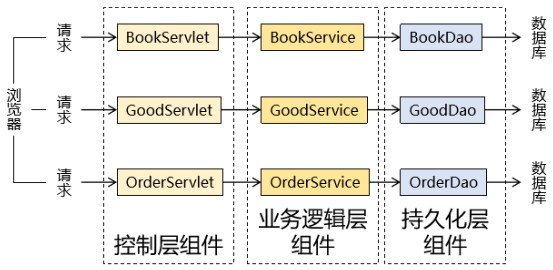 浏览器
请求
BookServlet
BookService
BookDao
数据库
请求
GoodServlet
GoodService
GoodDao
数据库
请求
OrderServlet
OrderService
OrderDao
数据库
控制层组件
业务逻辑层
组件
持久化层
组件